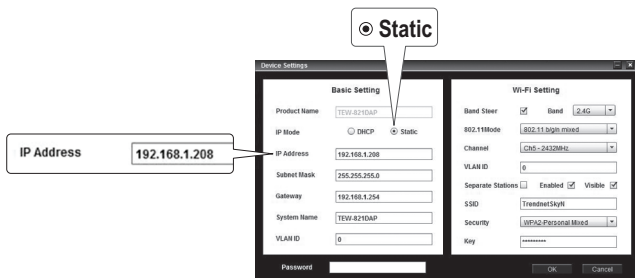 Static
Device Settings
Basic Setting
Product Name TEW-821DAP
IP Mode DHCP Static
IP Address 192.168.1.208
IP Address 192.168.1.208
Subnet Mask 255.255.255.0
Gateway 192.168.1.254
System Name TEW-821DAP
VLAN ID 0
Wi-Fi Setting
Band Steer Band 2.4G
802.11Mode 802.11 b/g/n mixed
Channel Ch5 - 2432MHz
VLAN ID 0
Separate Stations Enabled Visible
SSID TrendnetSkyN
Security WPA2-Personal Mixed
Key *********
Password
OK Cancel